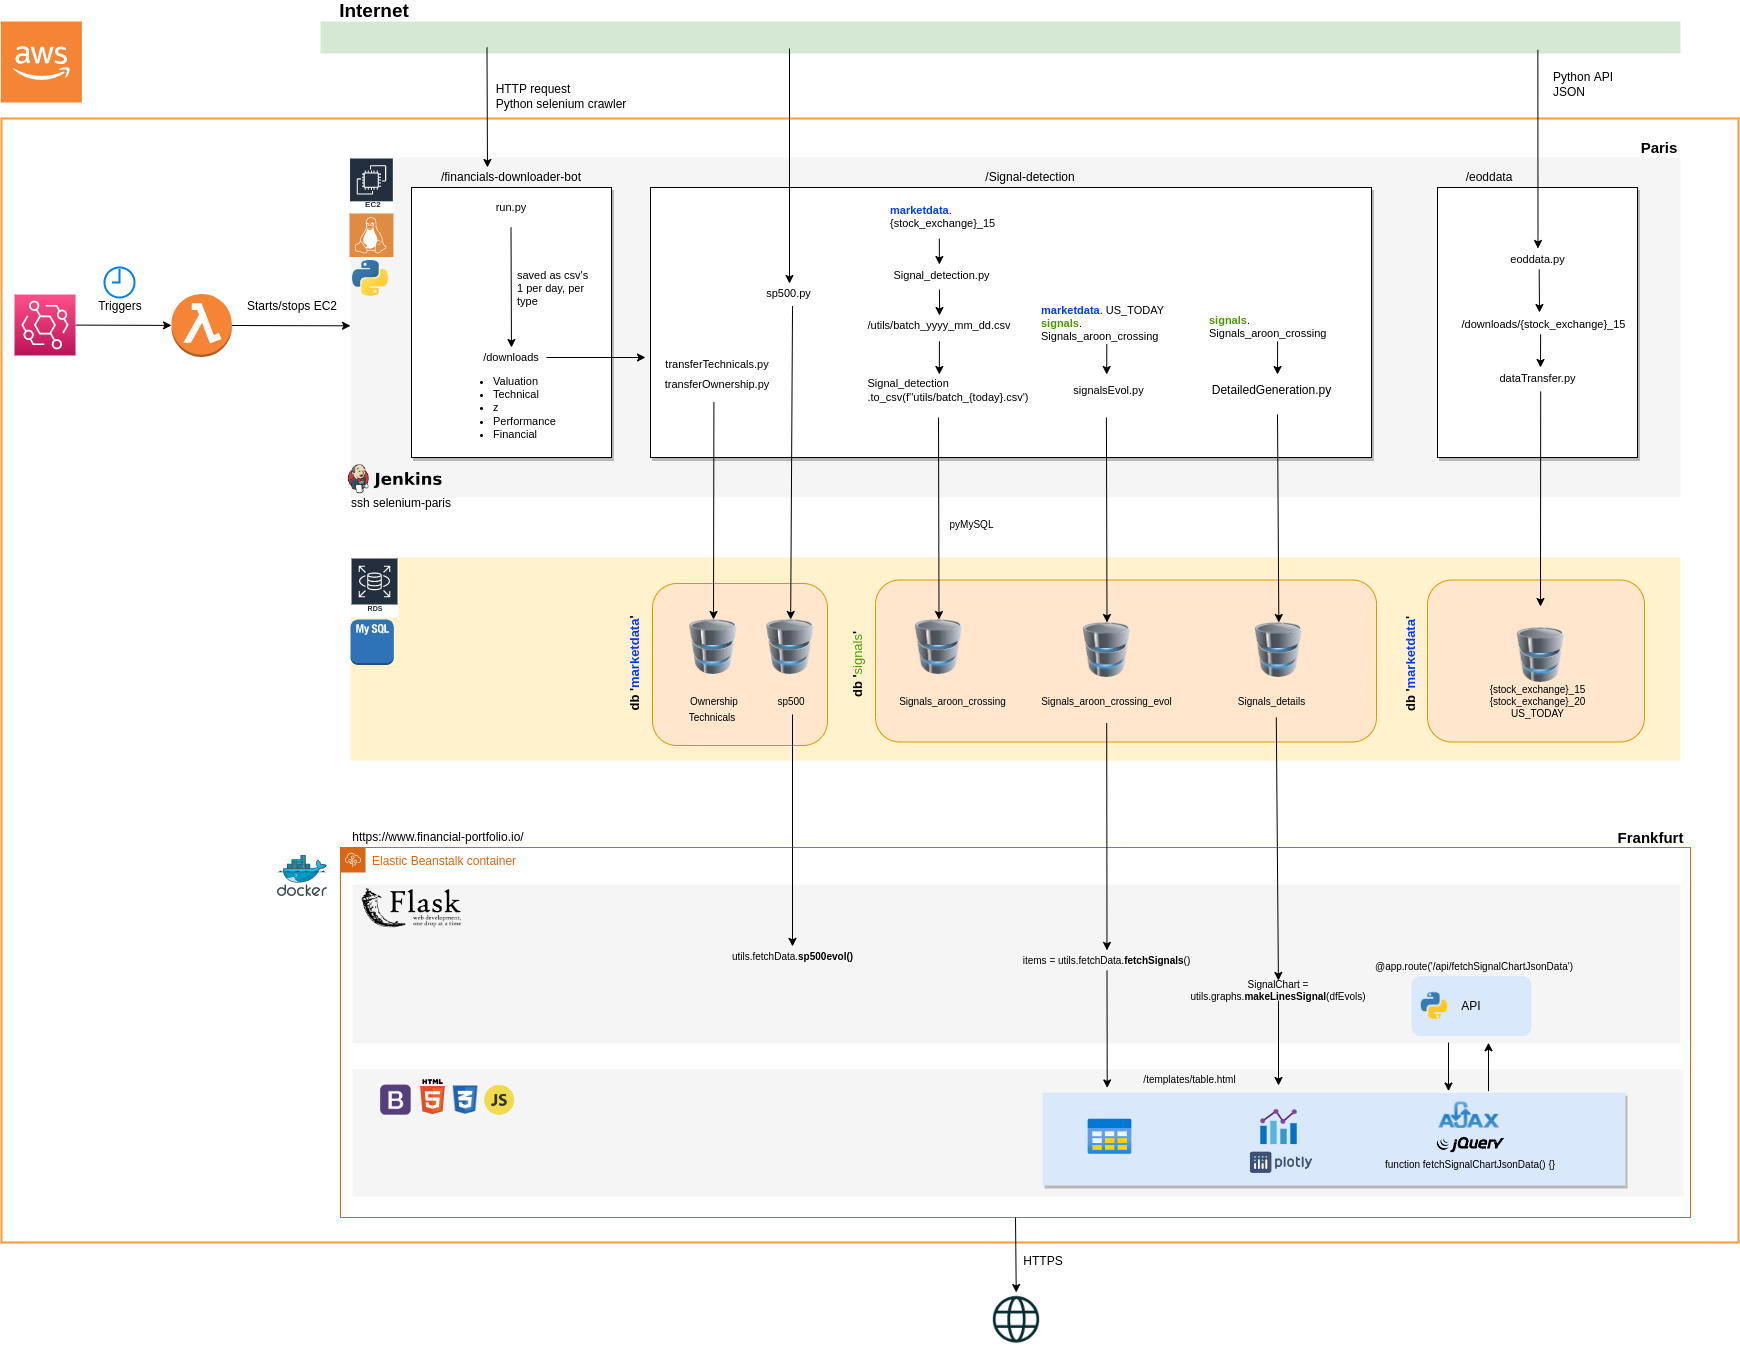 Internet
aws
HTTP request
Python selenium crawler
Python API
JSON
Paris
EC2
/financials-downloader-bot
/Signal-detection
/eoddata
run.py
saved as csv's
1 per day, per
type
/downloads
Valuation
Technical
z
Performance
Financial
Triggers
Starts/stops EC2
sp500.py
transferTechnicals.py
transferOwnership.py
marketdata.
{stock_exchange}_15
Signal_detection.py
/utils/batch_yyyy_mm_dd.csv
Signal_detection
.to_csv(f"utils/batch_{today}.csv')
marketdata. US_TODAY
signals.
Signals_aroon_crossing
signalsEvol.py
signals.
Signals_aroon_crossing
DetailedGeneration.py
eoddata.py
/downloads/{stock_exchange}_15
dataTransfer.py
Jenkins
ssh selenium-paris
pyMySQL
RDS
My SQL
db 'marketdata'
Ownership
Technicals
sp500
db 'signals'
Signals_aroon_crossing
Signals_aroon_crossing_evol
Signals_details
db 'marketdata'
{stock_exchange}_15
{stock_exchange}_20
US_TODAY
https://www.financial-portfolio.io/
Frankfurt
docker
Elastic Beanstalk container
Flask
web development,
one drop at a time
utils.fetchData.sp500evol()
items = utils.fetchData.fetchSignals()
SignalChart =
utils.graphs.makeLinesSignal(dfEvols)
@app.route('/api/fetchSignalChartJsonData')
API
B
HTML
5
3
JS
/templates/table.html
plotly
AJAX
jQuery
function fetchSignalChartJsonData() {}
HTTPS